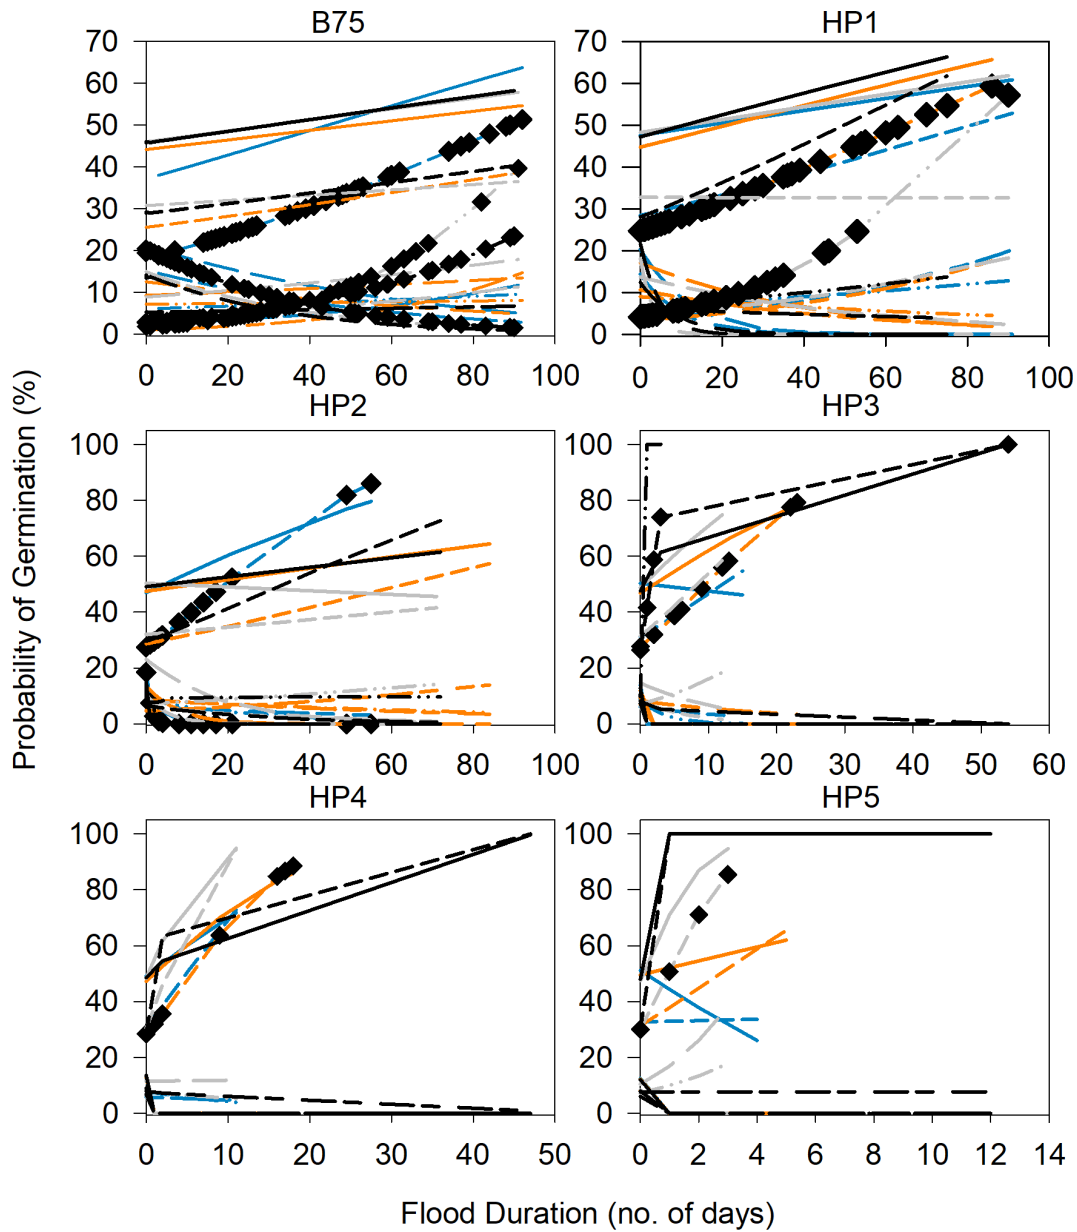 B75 HP1
70 70
60 60
50 50
40 40
30 30
20 20
10 10
0 0
0 20 40 60 80 100 0 20 40 60 80 100
HP2 HP3
100 100
80 80
60 60
40 40
20 20
0 0
0 20 40 60 80 100 0 10 20 30 40 50 60
HP4 HP5
100 100
80 80
60 60
40 40
20 20
0 0
0 10 20 30 40 50 0 2 4 6 8 10 12 14
Probability of Germination (%)
Flood Duration (no. of days)